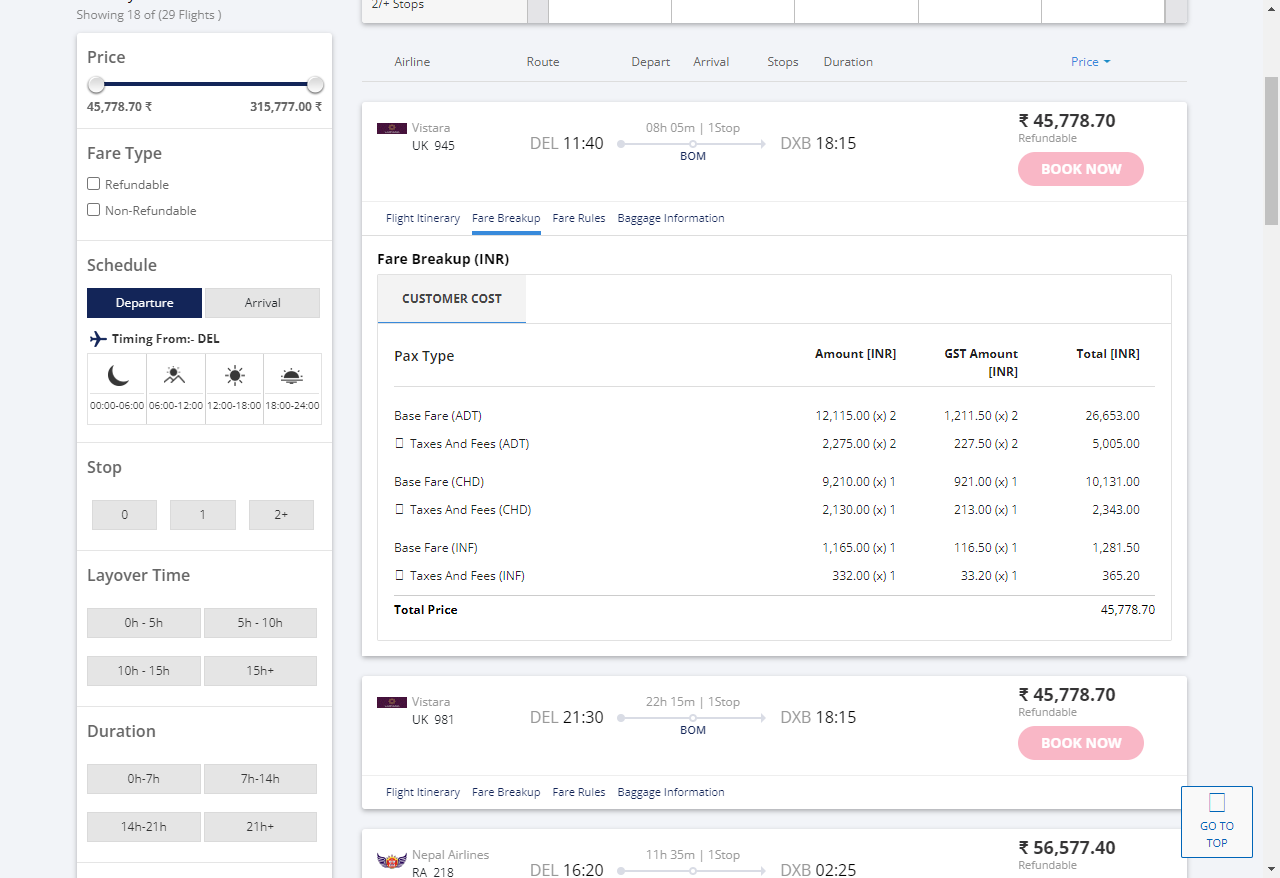 Showing 18 of (29 Flights )
2/+ Stops
Price
45,778.70 ₹ 315,777.00 ₹
Fare Type
Refundable
Non-Refundable
Schedule
Departure Arrival
Timing From:- DEL
00:00-06:00 06:00-12:00 12:00-18:00 18:00-24:00
Stop
0 1 2+
Layover Time
0h - 5h 5h - 10h
10h - 15h 15h+
Duration
0h-7h 7h-14h
14h-21h 21h+
Airline Route Depart Arrival Stops Duration Price
Vistara
UK 945
DEL 11:40
08h 05m | 1Stop
BOM
DXB 18:15
₹ 45,778.70
Refundable
BOOK NOW
Flight Itinerary Fare Breakup Fare Rules Baggage Information
Fare Breakup (INR)
CUSTOMER COST
Pax Type Amount [INR] GST Amount [INR] Total [INR]
Base Fare (ADT) 12,115.00 (x) 2 1,211.50 (x) 2 26,653.00
Taxes And Fees (ADT) 2,275.00 (x) 2 227.50 (x) 2 5,005.00
Base Fare (CHD) 9,210.00 (x) 1 921.00 (x) 1 10,131.00
Taxes And Fees (CHD) 2,130.00 (x) 1 213.00 (x) 1 2,343.00
Base Fare (INF) 1,165.00 (x) 1 116.50 (x) 1 1,281.50
Taxes And Fees (INF) 332.00 (x) 1 33.20 (x) 1 365.20
Total Price 45,778.70
Vistara
UK 981
DEL 21:30
22h 15m | 1Stop
BOM
DXB 18:15
₹ 45,778.70
Refundable
BOOK NOW
Flight Itinerary Fare Breakup Fare Rules Baggage Information
Nepal Airlines
RA 218
DEL 16:20
11h 35m | 1Stop
DXB 02:25
₹ 56,577.40
Refundable
GO TO
TOP